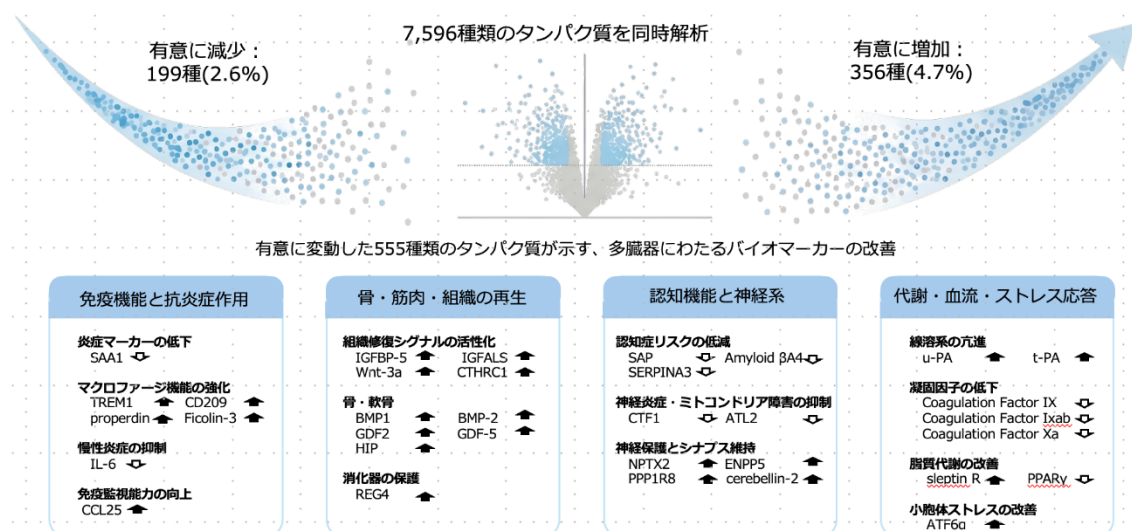 7,596種類のタンパク質を同時解析
有意に減少：
199種(2.6%)
有意に増加：
356種(4.7%)
有意に変動した555種類のタンパク質が示す、多臓器にわたるバイオマーカーの改善
免疫機能と抗炎症作用
炎症マーカーの低下
SAA1
マクロファージ機能の強化
TREM1 CD209
properdin Ficolin-3
慢性炎症の抑制
IL-6
免疫監視能力の向上
CCL25
骨・筋肉・組織の再生
組織修復シグナルの活性化
IGFBP-5 IGFALS
Wnt-3a CTHRC1
骨・軟骨
BMP1 BMP-2
GDF2 GDF-5
HIP
消化器の保護
REG4
認知機能と神経系
認知症リスクの低減
SAP Amyloid βA4
SERPINA3
神経炎症・ミトコンドリア障害の抑制
CTF1 ATL2
神経保護とシナプス維持
NPTX2 ENPP5
PPP1R8 cerebellin-2
代謝・血流・ストレス応答
線溶系の亢進
u-PA t-PA
凝固因子の低下
Coagulation Factor IX
Coagulation Factor Ixab
Coagulation Factor Xa
脂質代謝の改善
sleptin R PPARγ
小胞体ストレスの改善
ATF6α